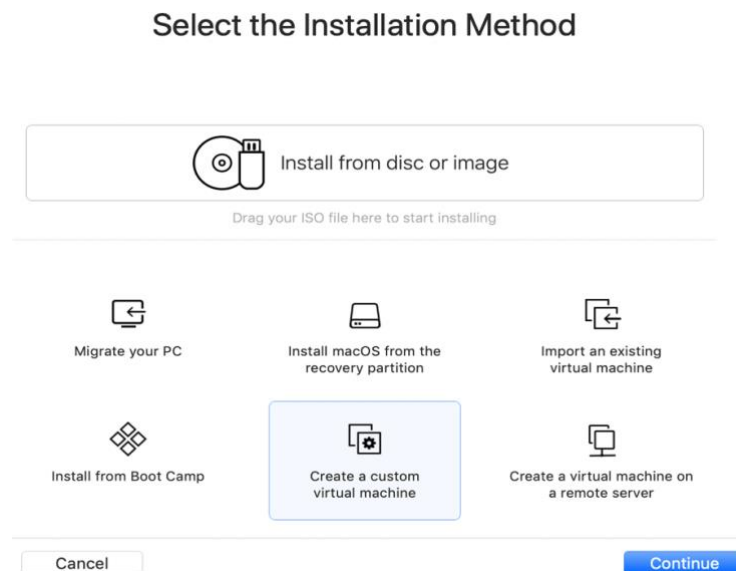 Select the Installation Method
Install from disc or image
Drag your ISO file here to start installing
Migrate your PC
Install macOS from the
recovery partition
Import an existing
virtual machine
Install from Boot Camp
Create a custom
virtual machine
Create a virtual machine on
a remote server
Cancel
Continue